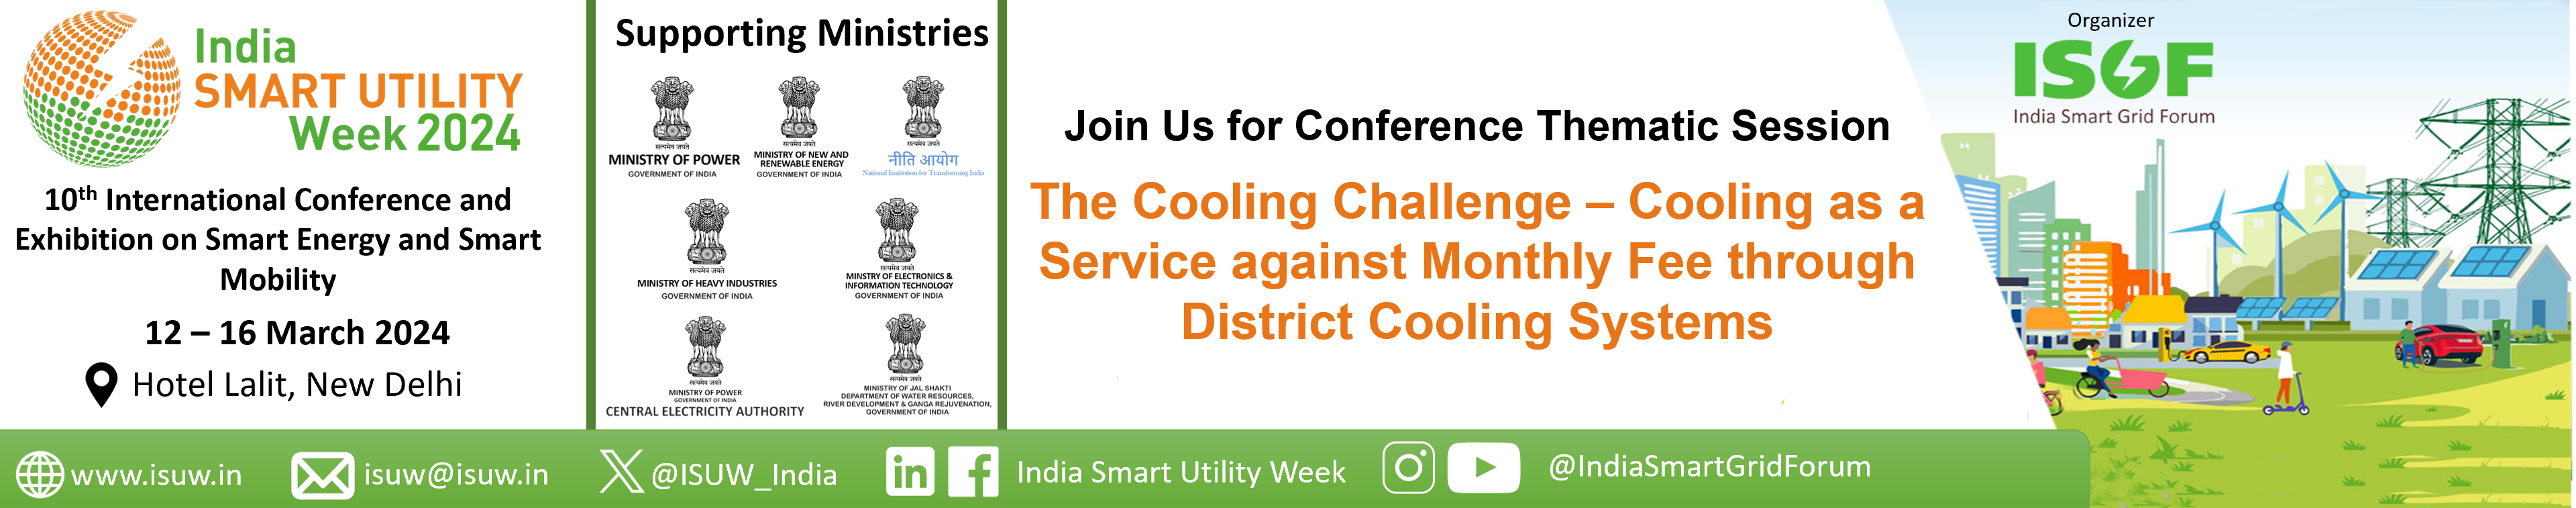 India
SMART UTILITY
Week 2024
10th International Conference and
Exhibition on Smart Energy and Smart
Mobility
12 – 16 March 2024
Hotel Lalit, New Delhi
Supporting Ministries
सत्यमेव जयते
MINISTRY OF POWER
GOVERNMENT OF INDIA
सत्यमेव जयते
MINISTRY OF NEW AND
RENEWABLE ENERGY
GOVERNMENT OF INDIA
सत्यमेव जयते
नीति आयोग
National Institution for Transforming India
सत्यमेव जयते
MINISTRY OF HEAVY INDUSTRIES
GOVERNMENT OF INDIA
सत्यमेव जयते
MINSTRY OF ELECTRONICS &
INFORMATION TECHNOLOGY
GOVERNMENT OF INDIA
सत्यमेव जयते
MINISTRY OF POWER
GOVERNMENT OF INDIA
CENTRAL ELECTRICITY AUTHORITY
सत्यमेव जयते
MINISTRY OF JAL SHAKTI
DEPARTMENT OF WATER RESOURCES,
RIVER DEVELOPMENT & GANGA REJUVENATION,
GOVERNMENT OF INDIA
Join Us for Conference Thematic Session
The Cooling Challenge – Cooling as a
Service against Monthly Fee through
District Cooling Systems
Organizer
ISGF
India Smart Grid Forum
www.isuw.in
isuw@isuw.in
@ISUW_India
India Smart Utility Week
@IndiaSmartGridForum